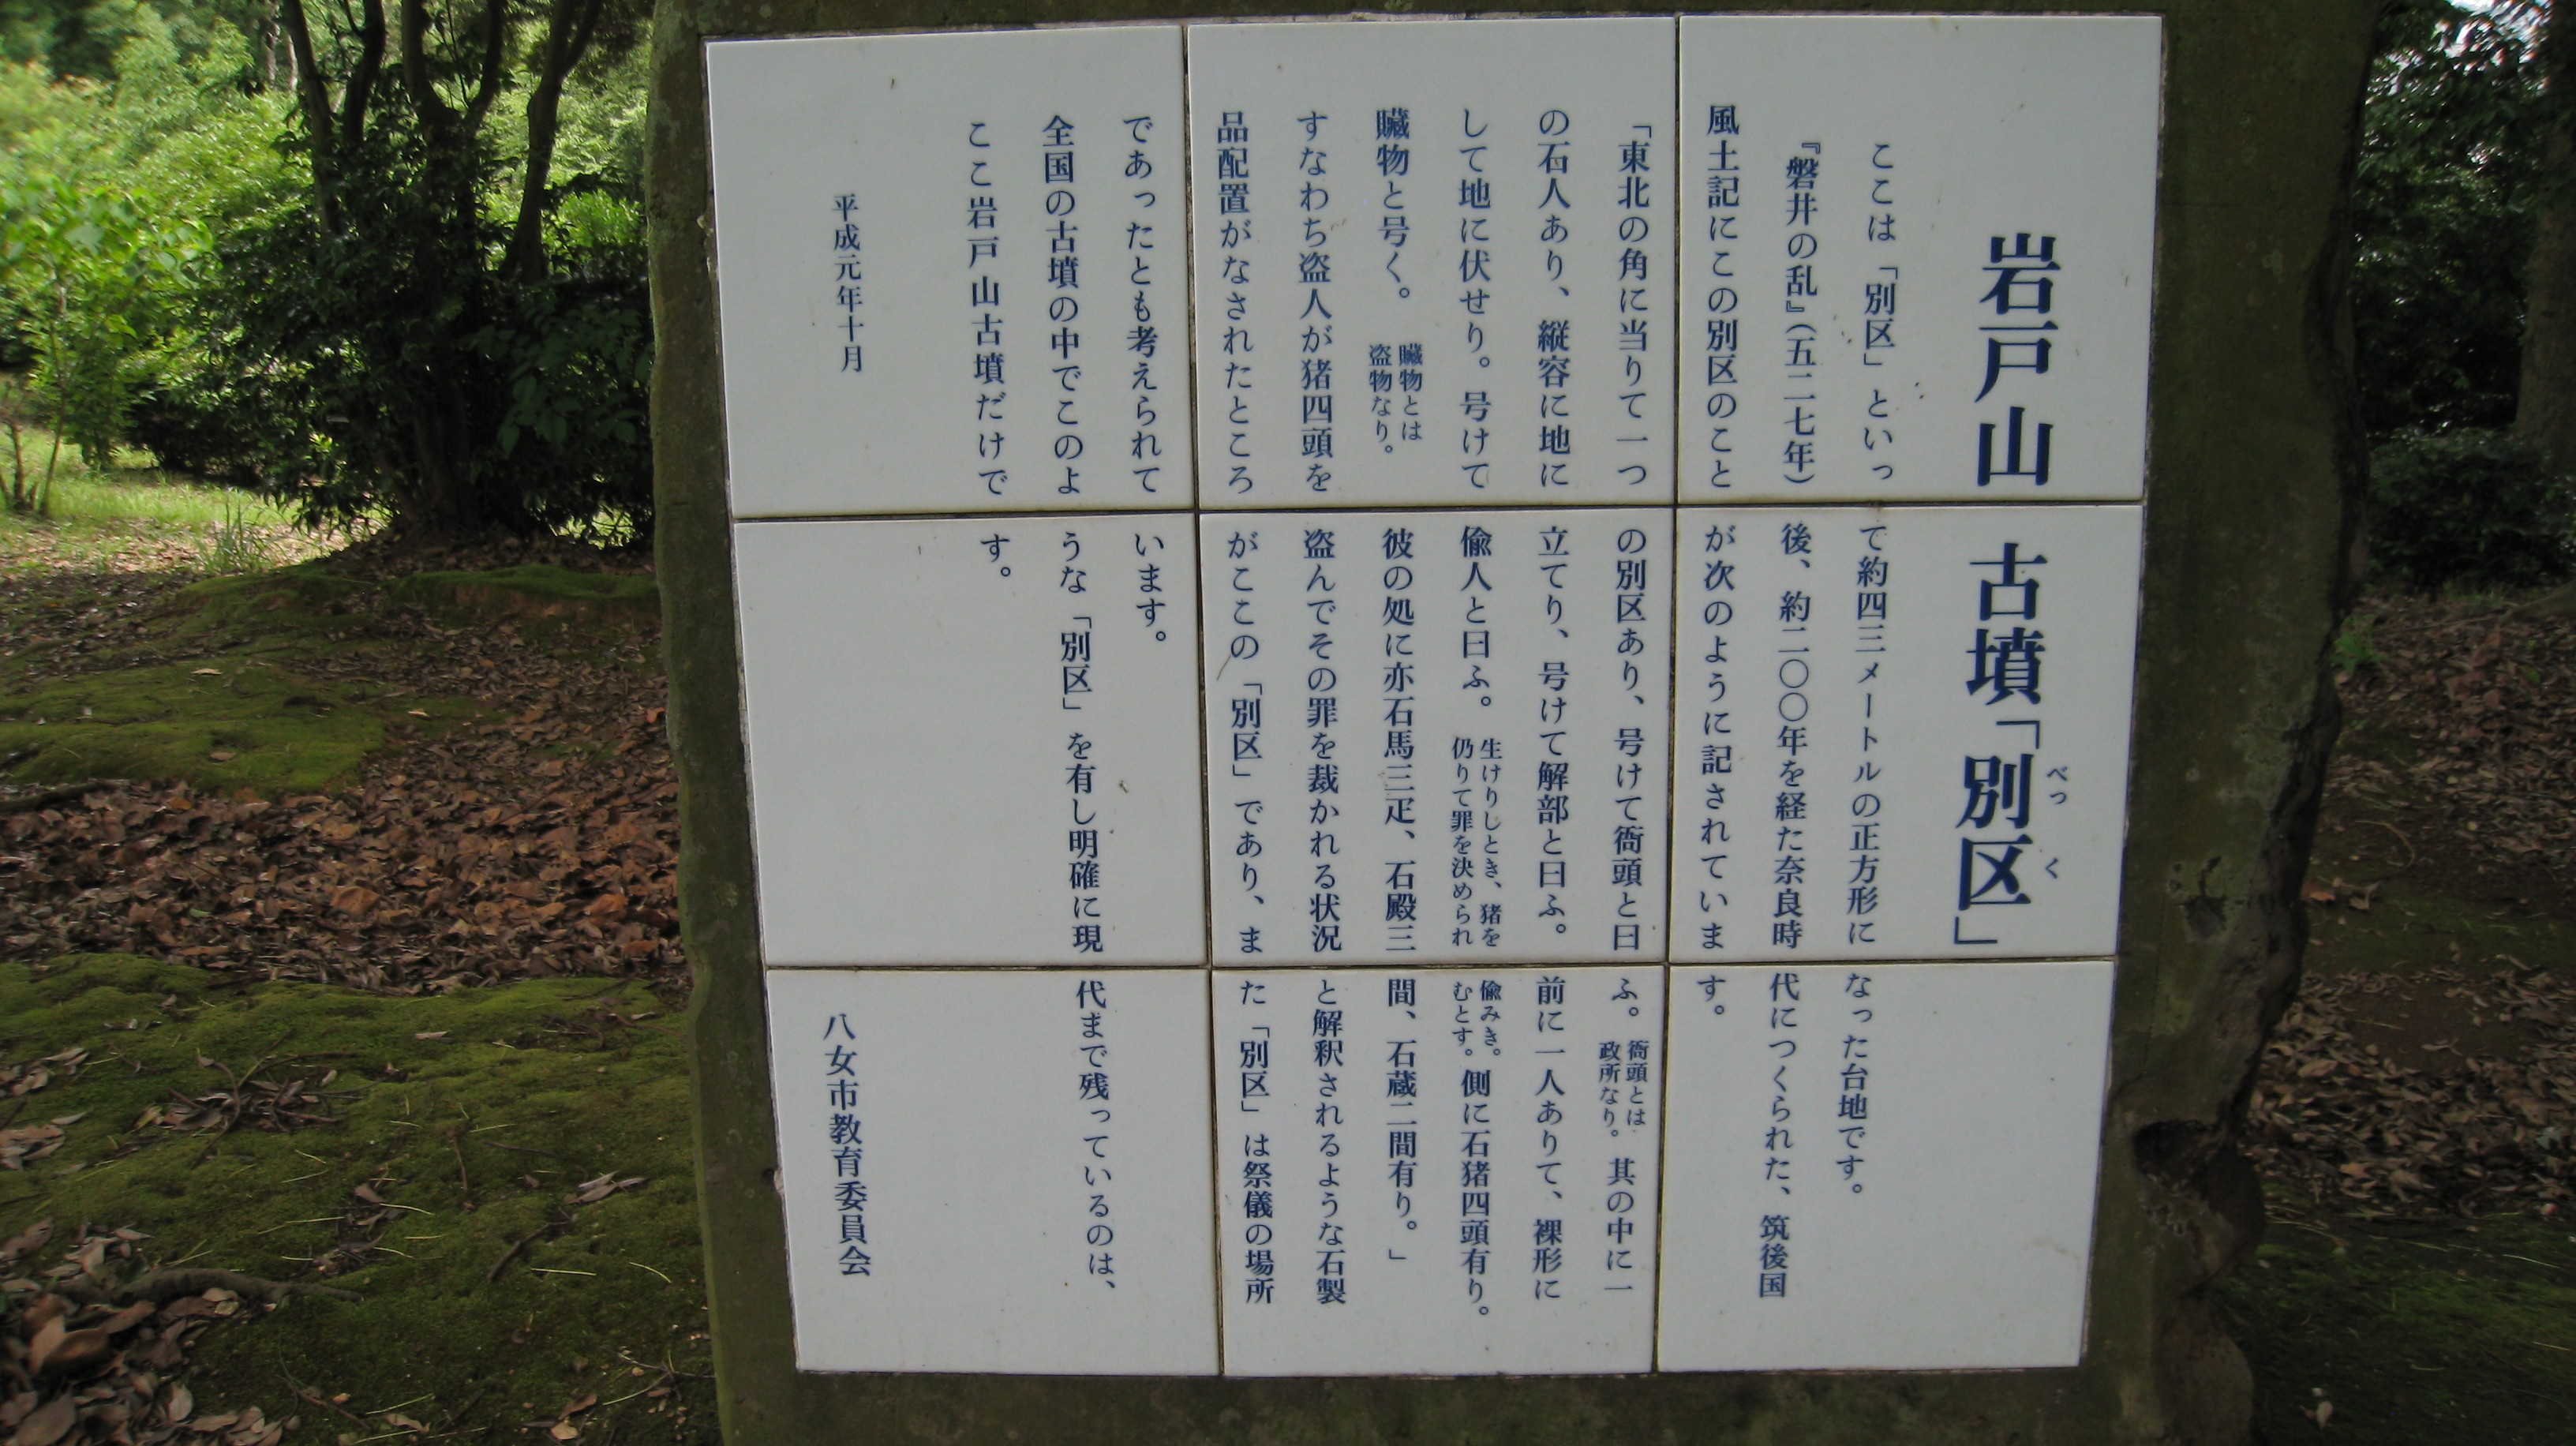 岩戸山古墳「別区」
べっく
ここは「別区」といって約四三メートルの正方形になった台地です。
『磐井の乱』(五二七年)後、約二〇〇年を経た奈良時代につくられた、筑後国
風土記にこの別区のことが次のように記されています。
「東北の角に当りて一つの別区あり、号けて衙頭と曰ふ。衙頭とは政所なり。其の中に一
の石人あり、縦容に地に立てり、号けて解部と曰ふ。前に一人ありて、裸形に
して地に伏せり。号けて偸人と曰ふ。生けりしとき、猪を偸みき。仍りて罪を決められむとす。側に石猪四頭有り。
贓物と号く。贓物とは盗物なり。彼の処に亦石馬三疋、石殿三間、石蔵二間有り。」
すなわち盗人が猪四頭を盗んでその罪を裁かれる状況と解釈されるような石製
品配置がなされたところがここの「別区」であり、また「別区」は祭儀の場所
であったとも考えられています。
全国の古墳の中でこのような「別区」を有し明確に現代まで残っているのは、
ここ岩戸山古墳だけです。
平成元年十月 八女市教育委員会